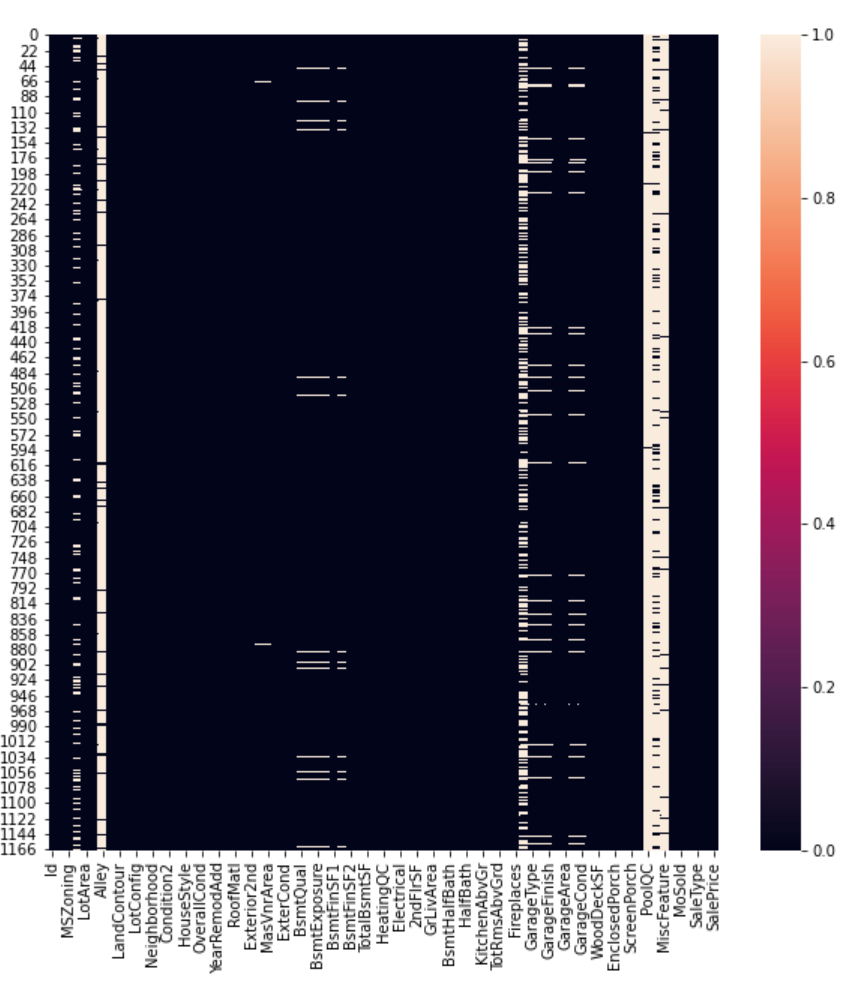 0
22
44
66
88
110
132
154
176
198
220
242
264
286
308
330
352
374
396
418
440
462
484
506
528
550
572
594
616
638
660
682
704
726
748
770
792
814
836
858
880
902
924
946
968
990
1012
1034
1056
1078
1100
1122
1144
1166
Id
MSZoning
LotArea
Alley
LandContour
LotConfig
Neighborhood
Condition2
HouseStyle
OverallCond
YearRemodAdd
RoofMatl
Exterior2nd
MasVnrArea
ExterCond
BsmtQual
BsmtExposure
BsmtFinSF1
BsmtFinSF2
TotalBsmtSF
HeatingQC
Electrical
2ndFlrSF
GrLivArea
BsmtHalfBath
HalfBath
KitchenAbvGr
TotRmsAbvGrd
Fireplaces
GarageType
GarageFinish
GarageArea
GarageCond
WoodDeckSF
EnclosedPorch
ScreenPorch
PoolQC
MiscFeature
MoSold
SaleType
SalePrice
1.0
0.8
0.6
0.4
0.2
0.0